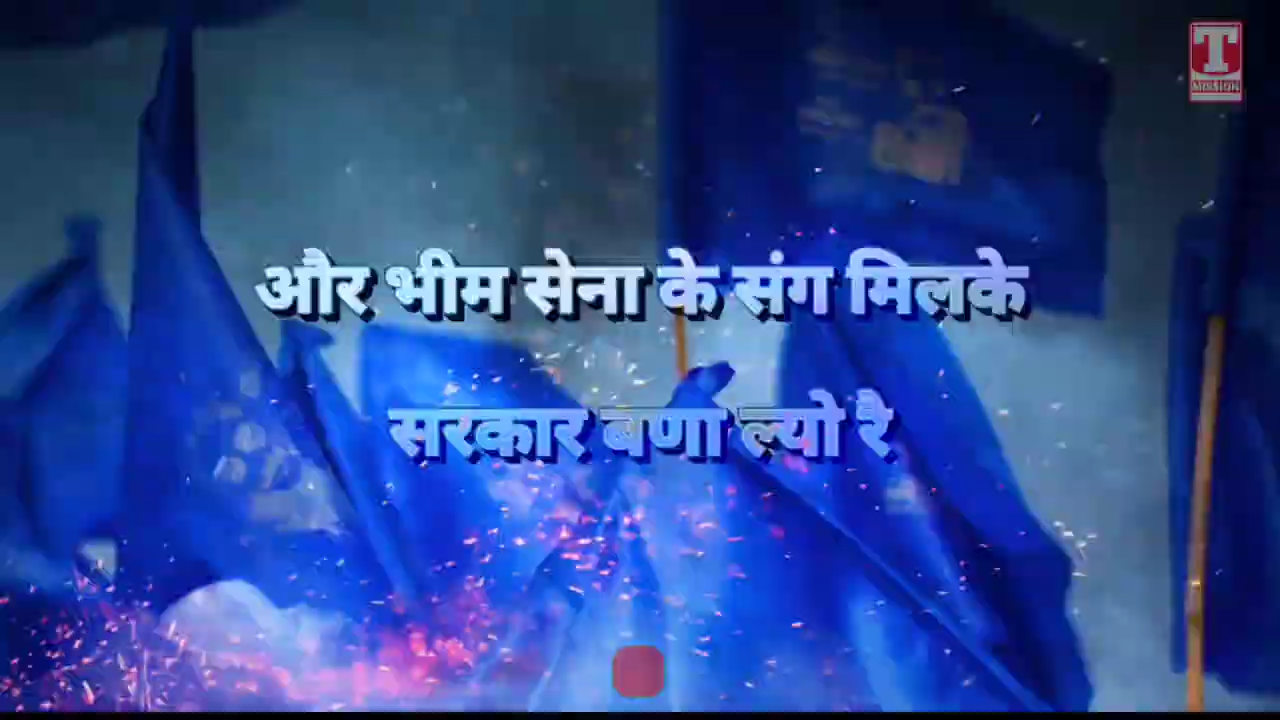 T
और भीम सेना के संग मिलके
सरकार बणा ल्यो रै